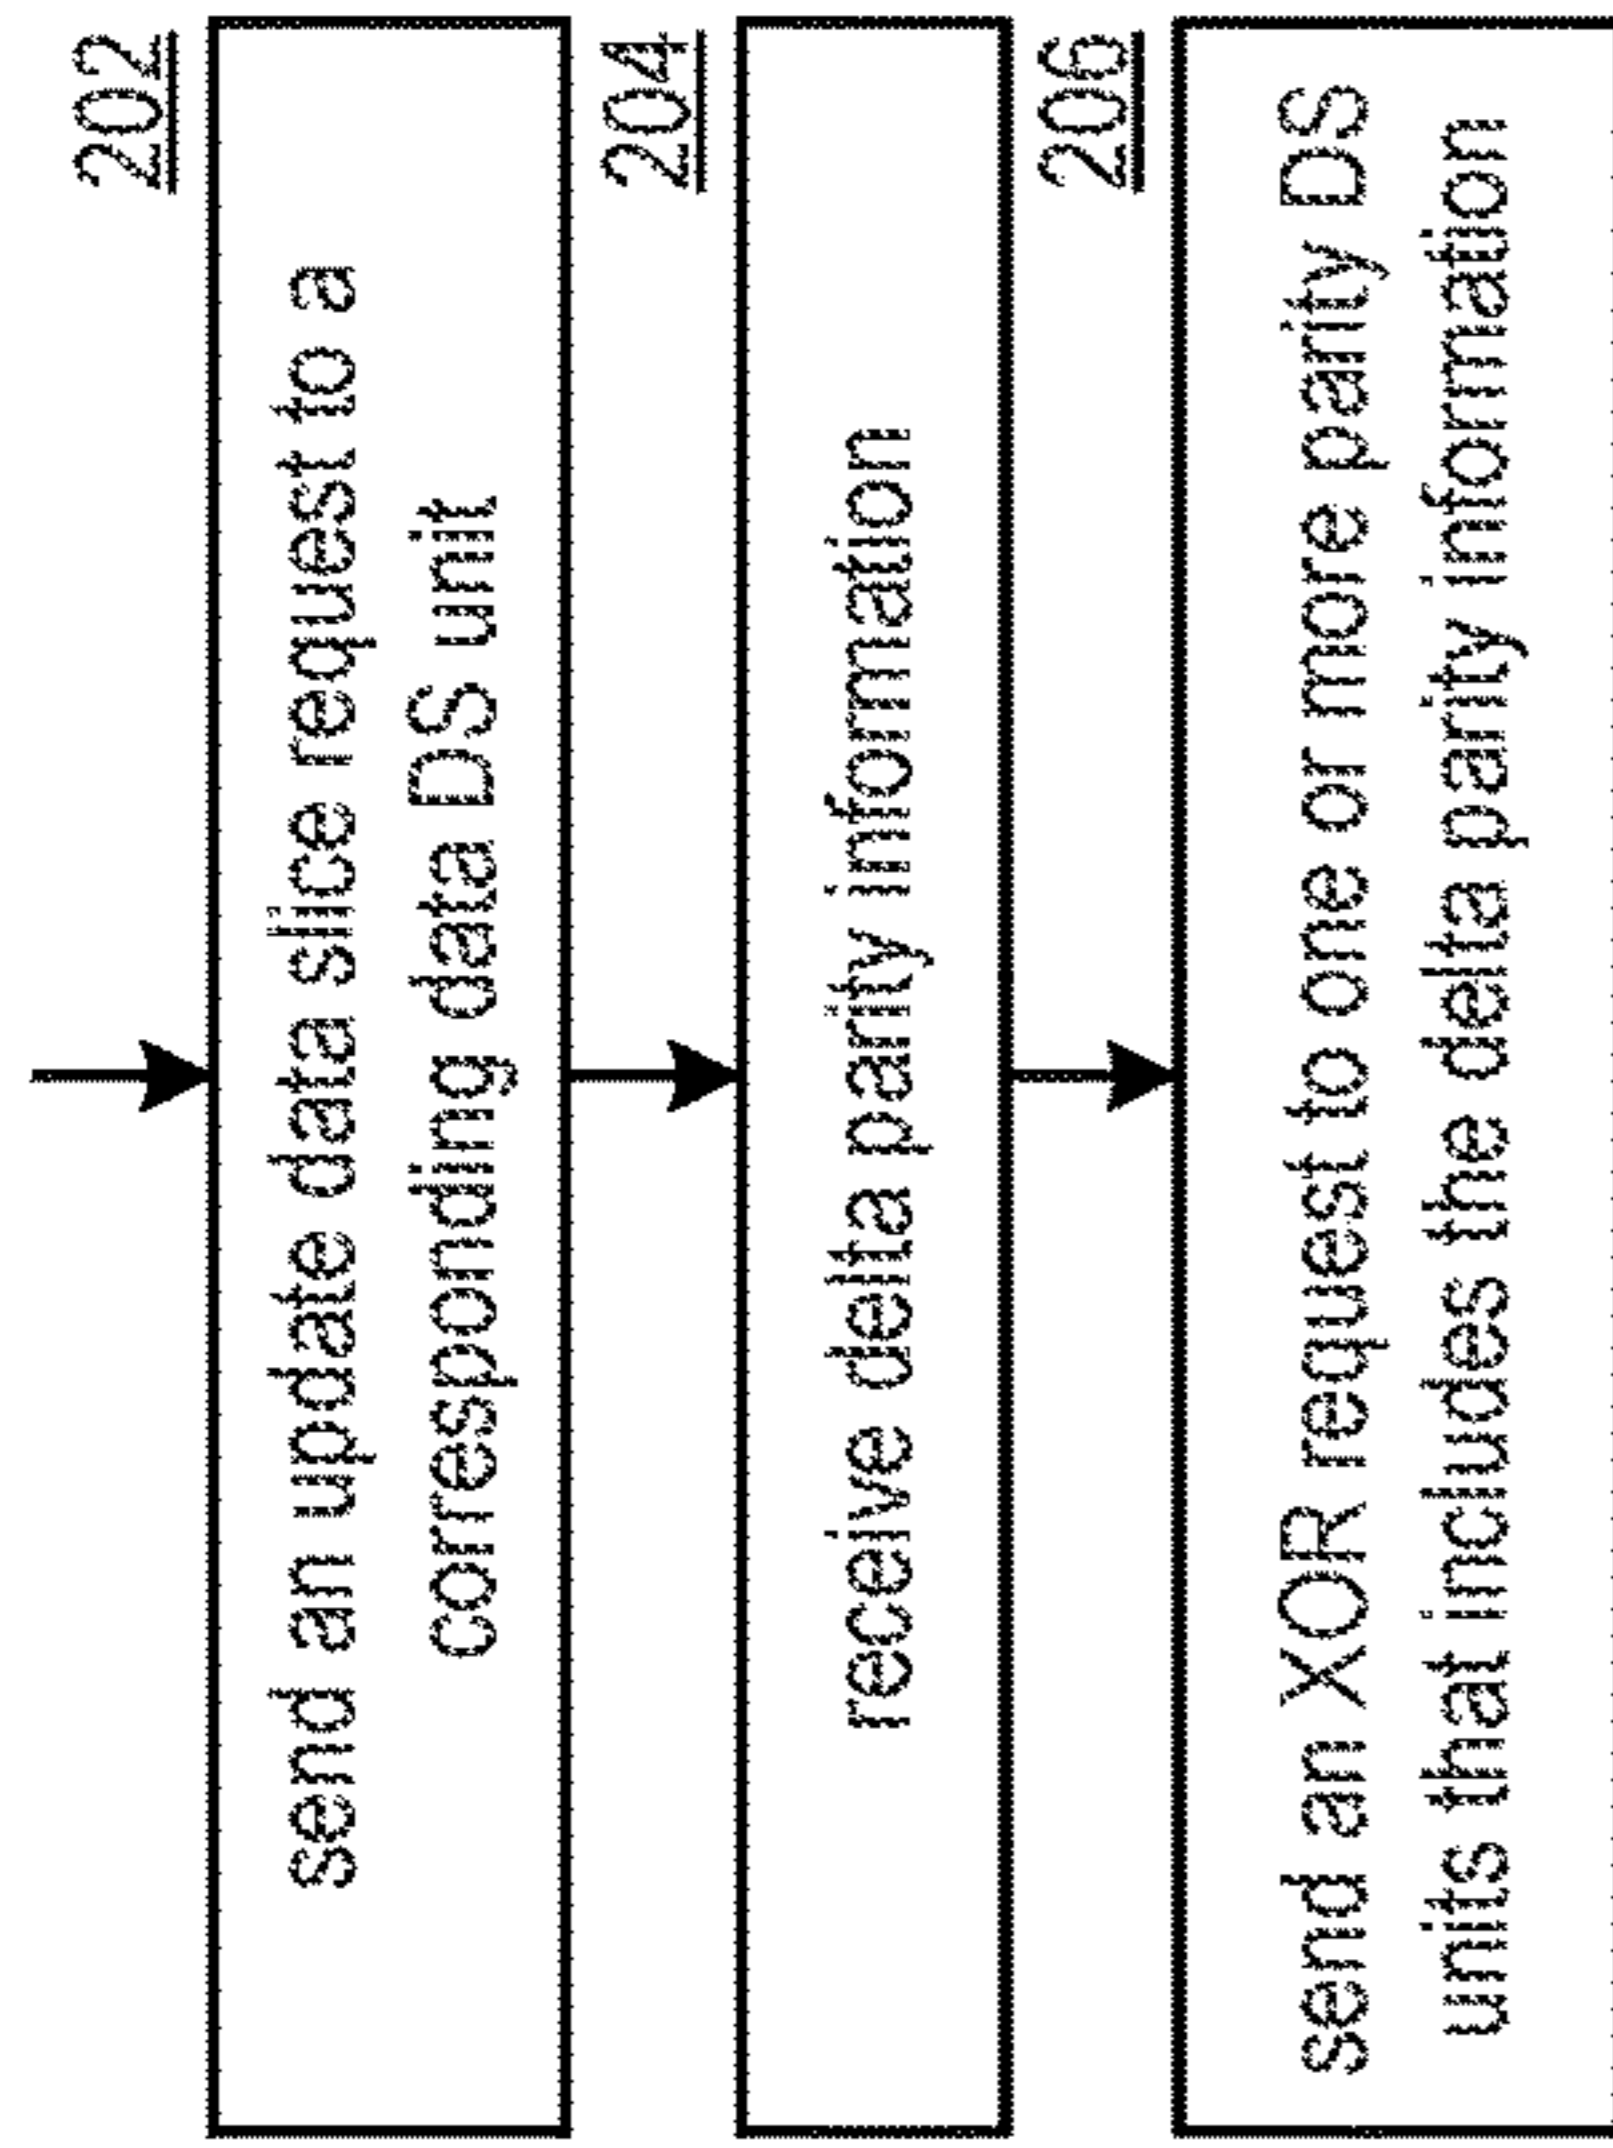 202
send an update data slice request to a
corresponding data DS unit
204
receive delta parity information
206
send an XOR request to one or more parity DS
units that includes the delta parity information